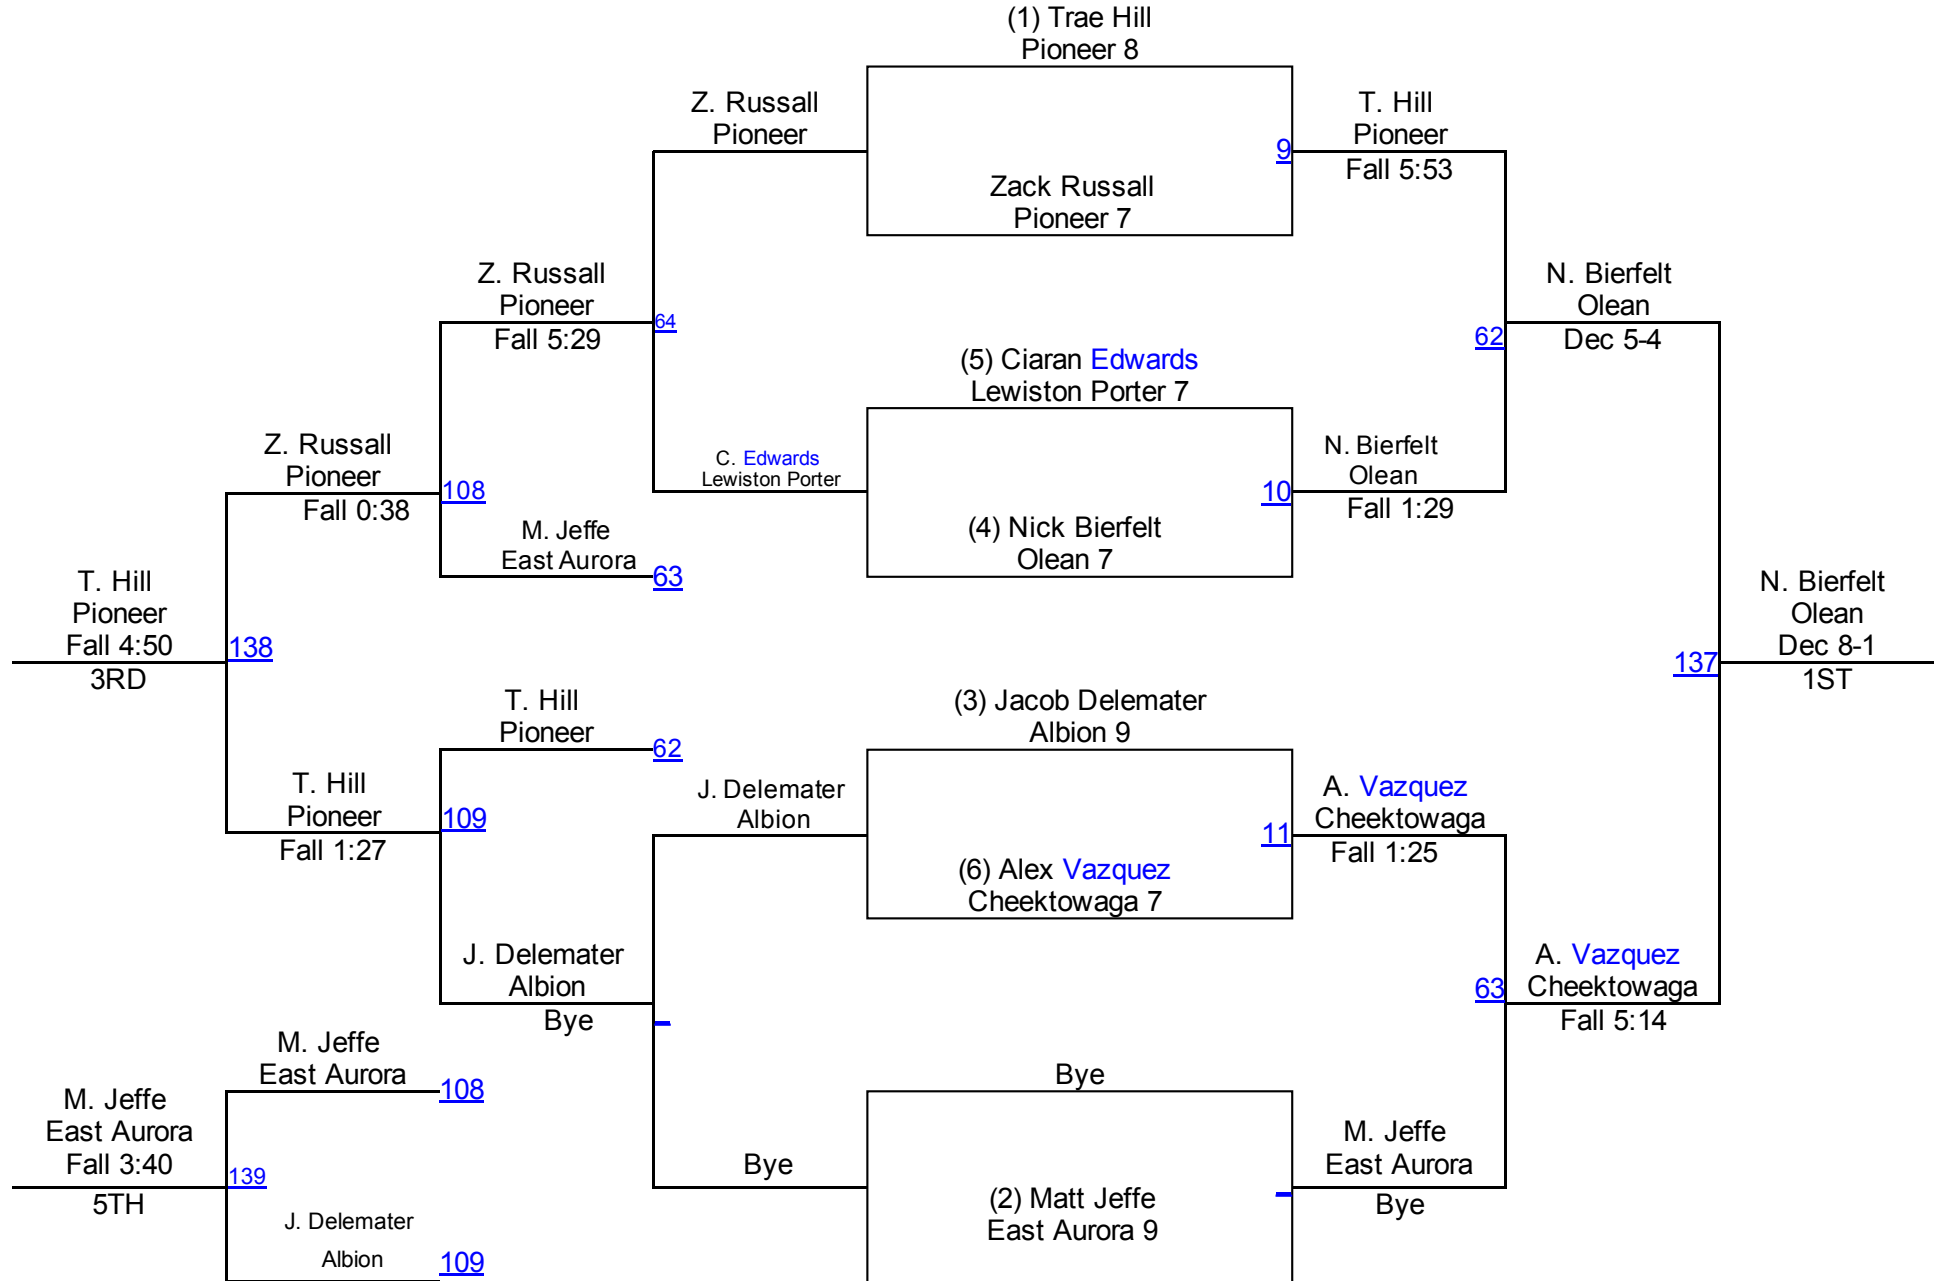 (1) Trae Hill
Pioneer 8
Z. Russall
Pioneer
T. Hill
Pioneer
9
Fall 5:53
Zack Russall
Pioneer 7
Z. Russall
Pioneer
64
Fall 5:29
N. Bierfelt
Olean
62
Dec 5-4
(5) Ciaran Edwards
Lewiston Porter 7
Z. Russall
Pioneer
108
Fall 0:38
C. Edwards
Lewiston Porter
N. Bierfelt
Olean
10
Fall 1:29
M. Jeffe
East Aurora
63
(4) Nick Bierfelt
Olean 7
T. Hill
Pioneer
Fall 4:50
138
3RD
N. Bierfelt
Olean
Dec 8-1
137
1ST
T. Hill
Pioneer
62
(3) Jacob Delemater
Albion 9
T. Hill
Pioneer
109
Fall 1:27
J. Delemater
Albion
A. Vazquez
Cheektowaga
11
Fall 1:25
(6) Alex Vazquez
Cheektowaga 7
J. Delemater
Albion
Bye
A. Vazquez
Cheektowaga
63
Fall 5:14
M. Jeffe
East Aurora
108
Bye
M. Jeffe
East Aurora
Fall 3:40
139
5TH
Bye
M. Jeffe
East Aurora
Bye
(2) Matt Jeffe
East Aurora 9
J. Delemater
Albion
109